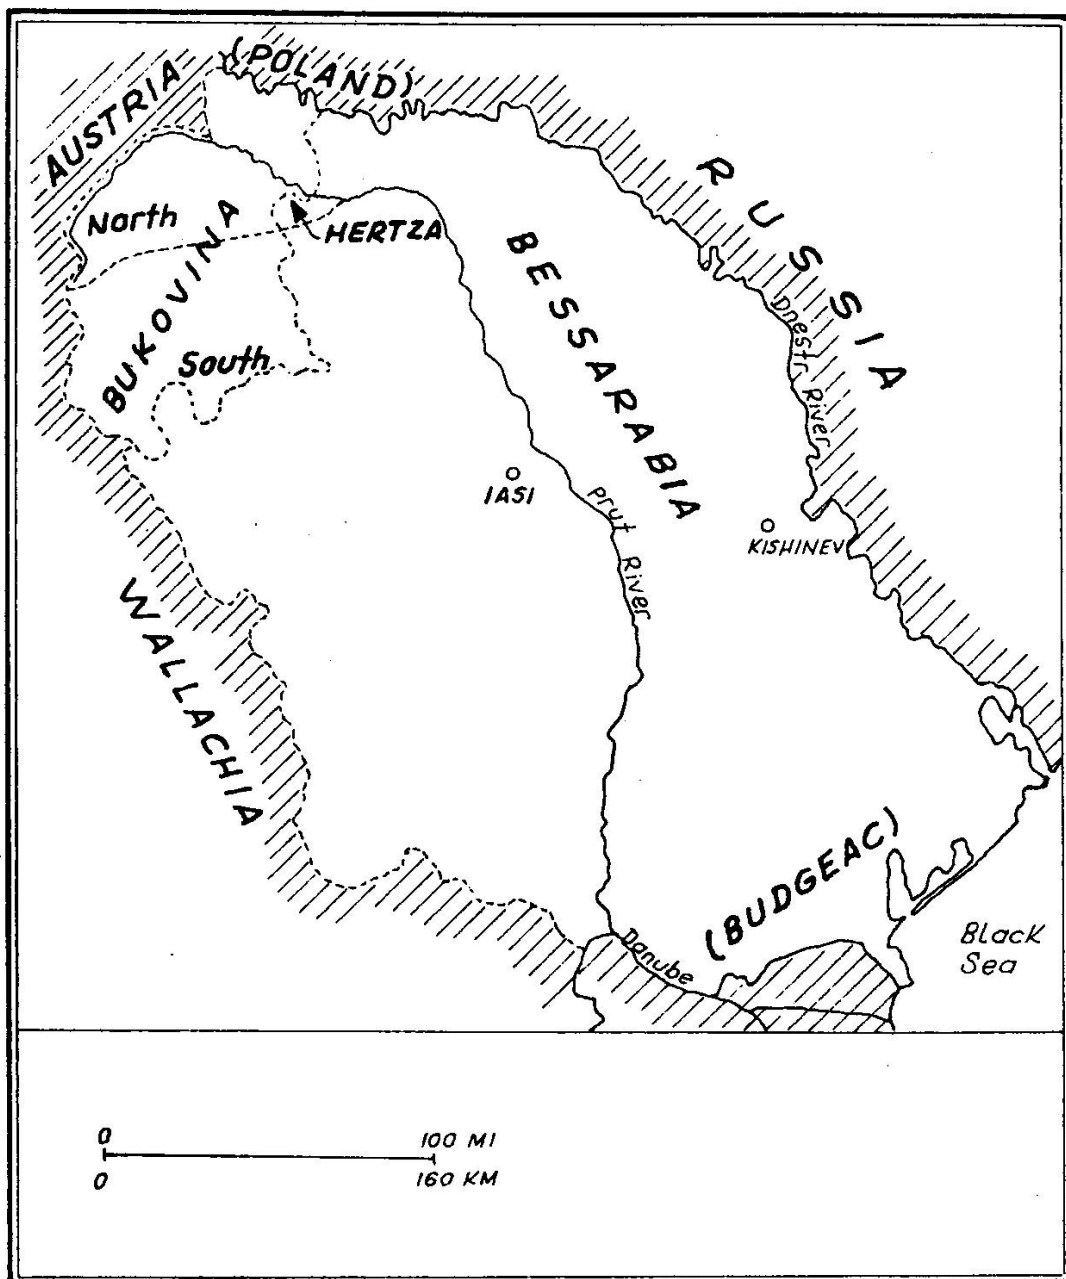 (POLAND)
AUSTRIA
RUSSIA
North
HERTZA
BUKOVINA
BESSARABIA
South
Dnestr River
IASI
Prut River
KISHINEV
WALLACHIA
(BUDGEAC)
Danube
Black
Sea
0 100 MI
0 160 KM